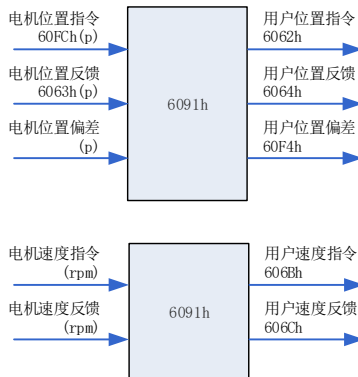 电机位置指令
60FCh(p)
用户位置指令
6062h
电机位置反馈
6063h(p)
6091h
用户位置反馈
6064h
电机位置偏差
(p)
用户位置偏差
60F4h
电机速度指令
(rpm)
用户速度指令
606Bh
电机速度反馈
(rpm)
6091h
用户速度反馈
606Ch